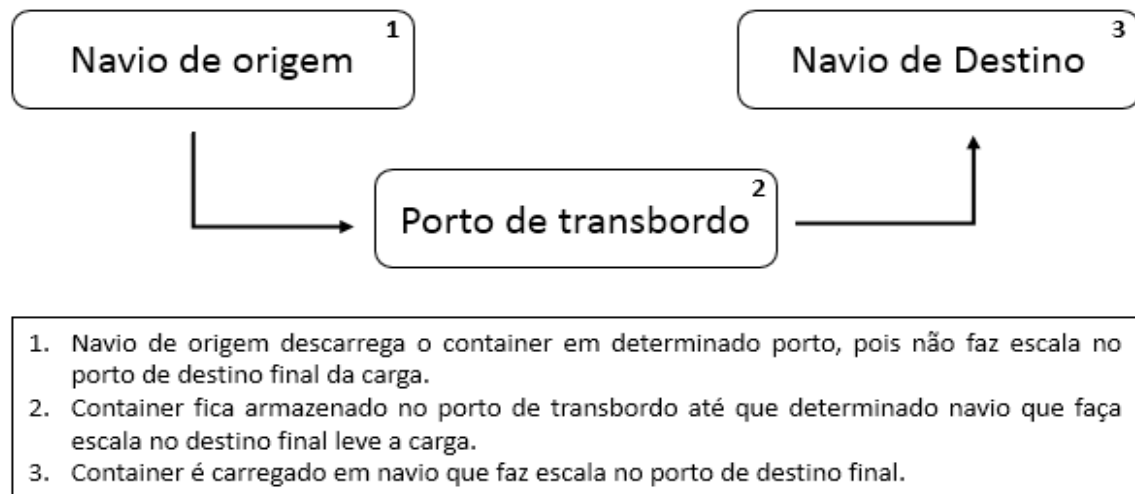 1
Navio de origem
3
Navio de Destino
2
Porto de transbordo
1. Navio de origem descarrega o container em determinado porto, pois não faz escala no
porto de destino final da carga.
2. Container fica armazenado no porto de transbordo até que determinado navio que faça
escala no destino final leve a carga.
3. Container é carregado em navio que faz escala no porto de destino final.